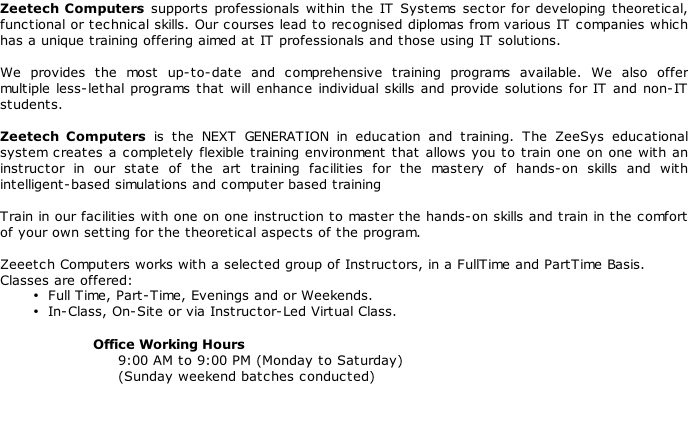 Zeetech Computers supports professionals within the IT Systems sector for developing theoretical,
functional or technical skills. Our courses lead to recognised diplomas from various IT companies which
has a unique training offering aimed at IT professionals and those using IT solutions.
We provides the most up-to-date and comprehensive training programs available. We also offer
multiple less-lethal programs that will enhance individual skills and provide solutions for IT and non-IT
students.
Zeetech Computers is the NEXT GENERATION in education and training. The ZeeSys educational
system creates a completely flexible training environment that allows you to train one on one with an
instructor in our state of the art training facilities for the mastery of hands-on skills and with
intelligent-based simulations and computer based training
Train in our facilities with one on one instruction to master the hands-on skills and train in the comfort
of your own setting for the theoretical aspects of the program.
Zeeetch Computers works with a selected group of Instructors, in a FullTime and PartTime Basis.
Classes are offered:
• Full Time, Part-Time, Evenings and or Weekends.
• In-Class, On-Site or via Instructor-Led Virtual Class.
Office Working Hours
9:00 AM to 9:00 PM (Monday to Saturday)
(Sunday weekend batches conducted)